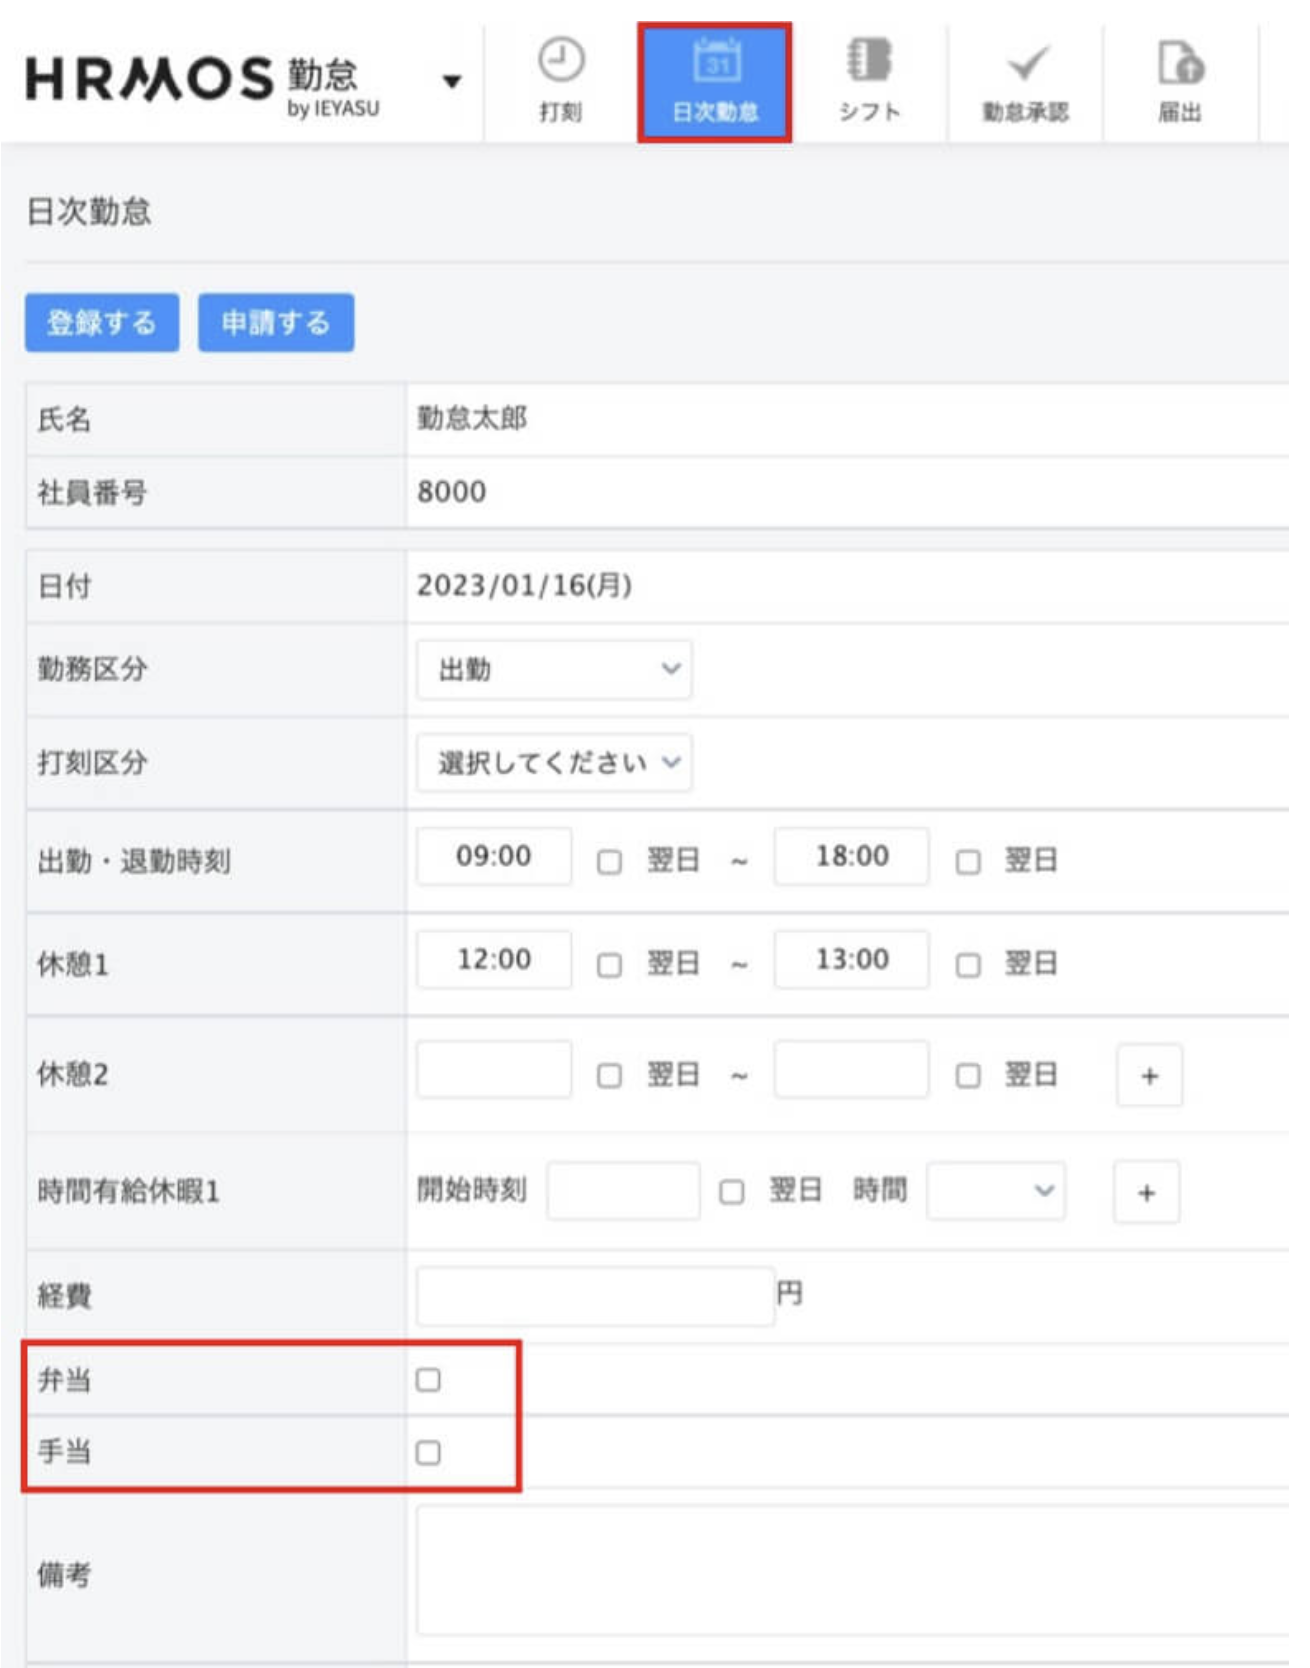 HRMOS 勤怠
by IEYASU
打刻
31
日次勤怠
シフト
勤怠承認
届出
日次勤怠
登録する 申請する
氏名 勤怠太郎
社員番号 8000
日付 2023/01/16(月)
勤務区分 出勤
打刻区分 選択してください
出勤・退勤時刻 09:00 翌日 ~ 18:00 翌日
休憩1 12:00 翌日 ~ 13:00 翌日
休憩2 翌日 ~ 翌日 +
時間有給休暇1 開始時刻 翌日 時間 +
経費 円
弁当
手当
備考